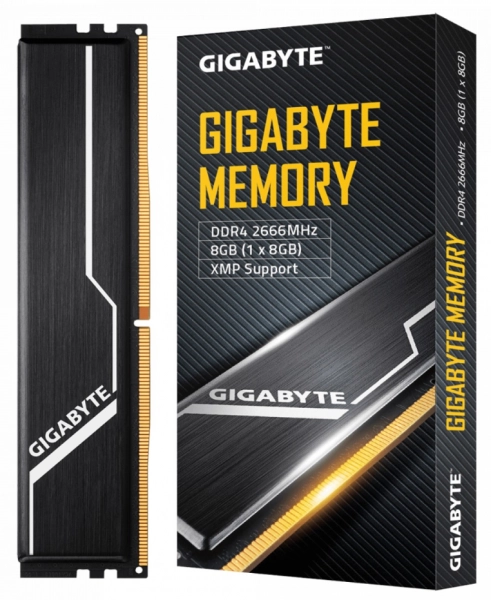 GIGABYTE
GIGABYTE™
GIGABYTE
MEMORY
DDR4 2666MHz
8GB (1 x 8GB)
XMP Support
GIGABYTE
GIGABYTE
GIGABYTE MEMORY
• DDR4 2666MHz • 8GB (1 x 8GB)